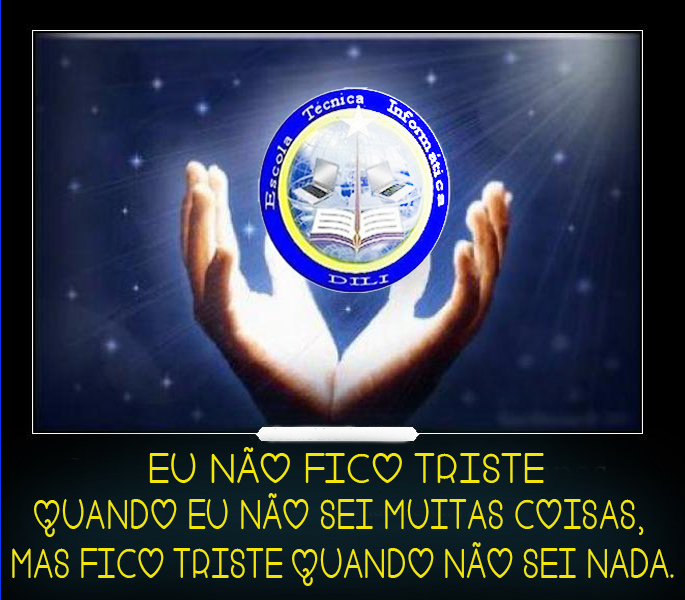 Escola Técnica Informática
DILI
EU NÃO FICO TRISTE
QUANDO EU NÃO SEI MUITAS COISAS,
MAS FICO TRISTE QUANDO NÃO SEI NADA.